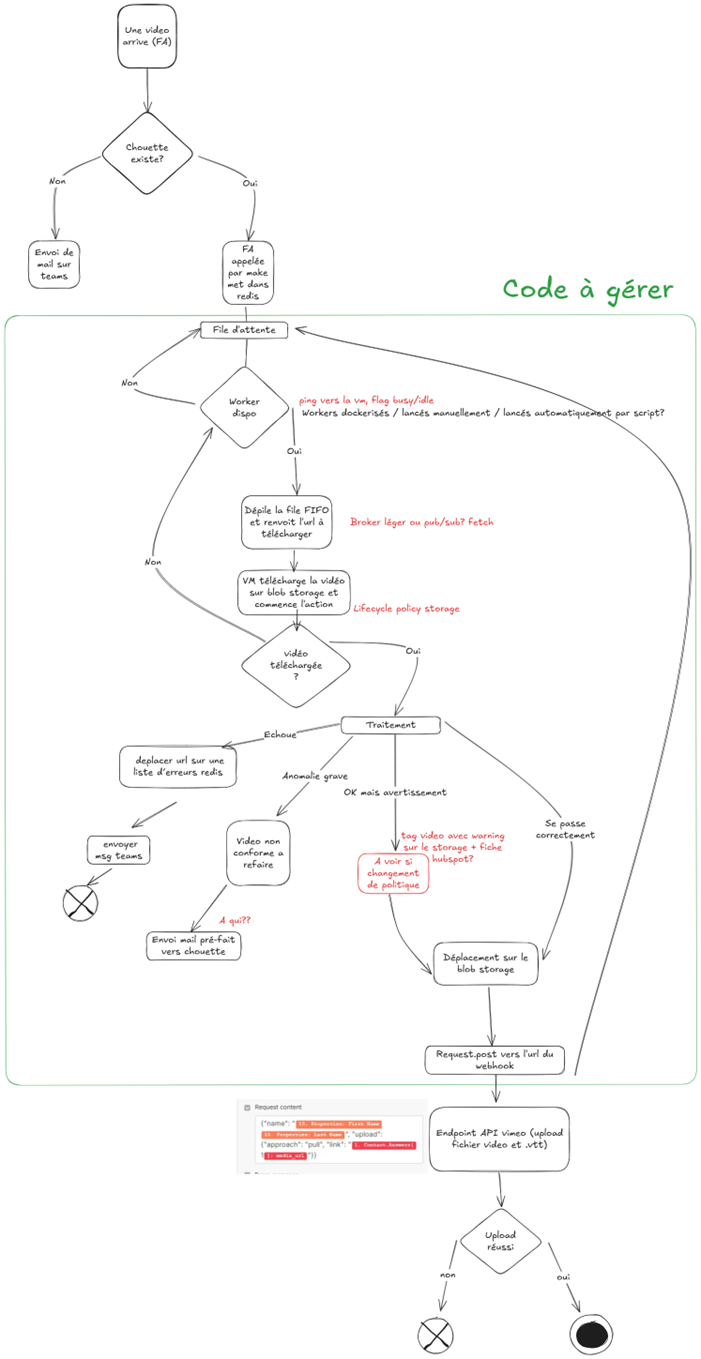 Une video
arrive (FA)
Chouette
existe?
Non
Oui
Envoi de
mail sur
teams
FA
appelée
par make
met dans
redis
Code à gérer
File d'attente
Non
Worker
dispo
ping vers la vm, flag busy/idle
Workers dockerisés / lancés manuellement / lancés automatiquement par script?
Oui
Dépile la file FIFO
et renvoit l'url à
télécharger
Broker léger ou pub/sub? fetch
Non
VM télécharge la vidéo
sur blob storage et
commence l'action
Lifecycle policy storage
vidéo
téléchargée
?
Oui
Traitement
Echoue
deplacer url sur une
liste d'erreurs redis
Anomalie grave
OK mais avertissement
Se passe
correctement
envoyer
msg teams
Video non
conforme a
refaire
tag video avec warning
sur le storage + fiche
hubspot?
A voir si
changement
de politique
A qui??
Envoi mail pré-fait
vers chouette
Déplacement sur le
blob storage
Request.post vers l'url du
webhook
Request content
{"name": "13. Properties: First Name
13. Properties: Last Name", "upload":
{"approach": "pull", "link": "1. Contact.Answers[
1]: media_url"}}
Endpoint API vimeo (upload
fichier video et .vtt)
Upload
réussi
non
oui